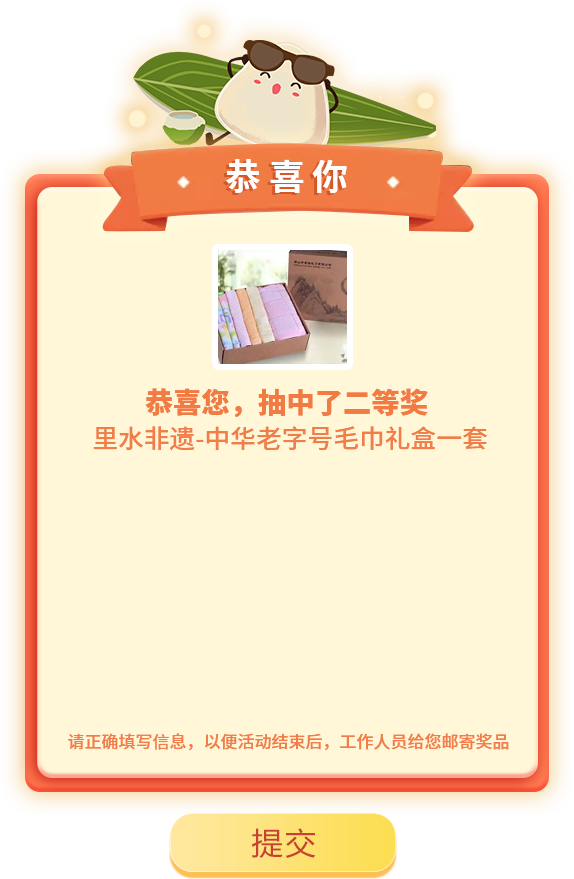 恭喜你
恭喜您，抽中了二等奖
里水非遗-中华老字号毛巾礼盒一套
请正确填写信息，以便活动结束后，工作人员给您邮寄奖品
提交